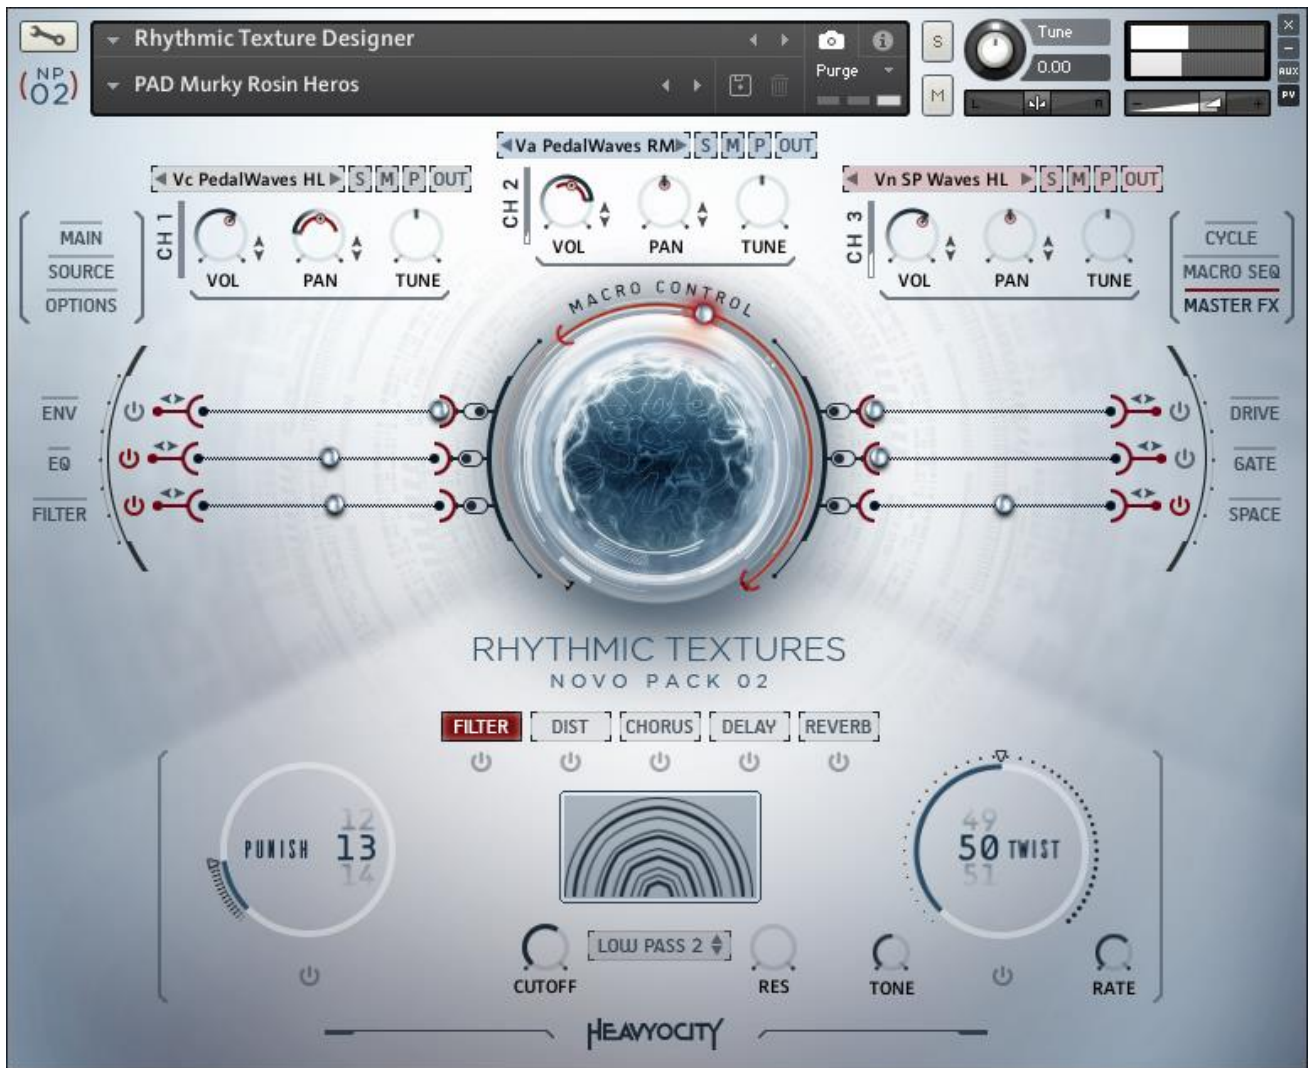 Rhythmic Texture Designer
NP
02
PAD Murky Rosin Heros
Purge
S
M
Tune
0.00
L
R
AUX
PV
Va PedalWaves RM S M P OUT
Vc PedalWaves HL S M P OUT
Vn SP Waves HL S M P OUT
CH 1
VOL PAN TUNE
CH 2
VOL PAN TUNE
CH 3
VOL PAN TUNE
MAIN
SOURCE
OPTIONS
CYCLE
MACRO SEQ
MASTER FX
MACRO CONTROL
ENV
EQ
FILTER
DRIVE
GATE
SPACE
RHYTHMIC TEXTURES
NOVO PACK 02
FILTER DIST CHORUS DELAY REVERB
12
PUNISH 13
14
49
50 TWIST
51
LOW PASS 2
CUTOFF RES TONE RATE
HEAVYOCITY